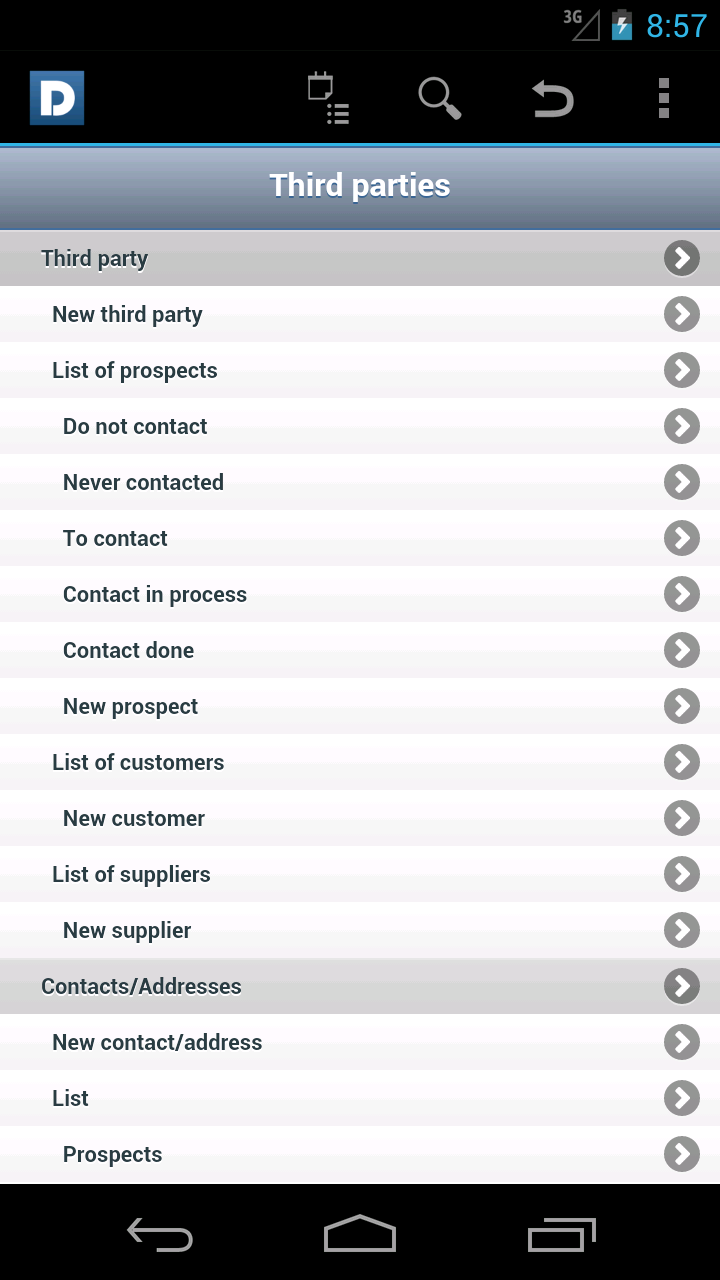 3G
8:57
D
Third parties
Third party
New third party
List of prospects
Do not contact
Never contacted
To contact
Contact in process
Contact done
New prospect
List of customers
New customer
List of suppliers
New supplier
Contacts/Addresses
New contact/address
List
Prospects